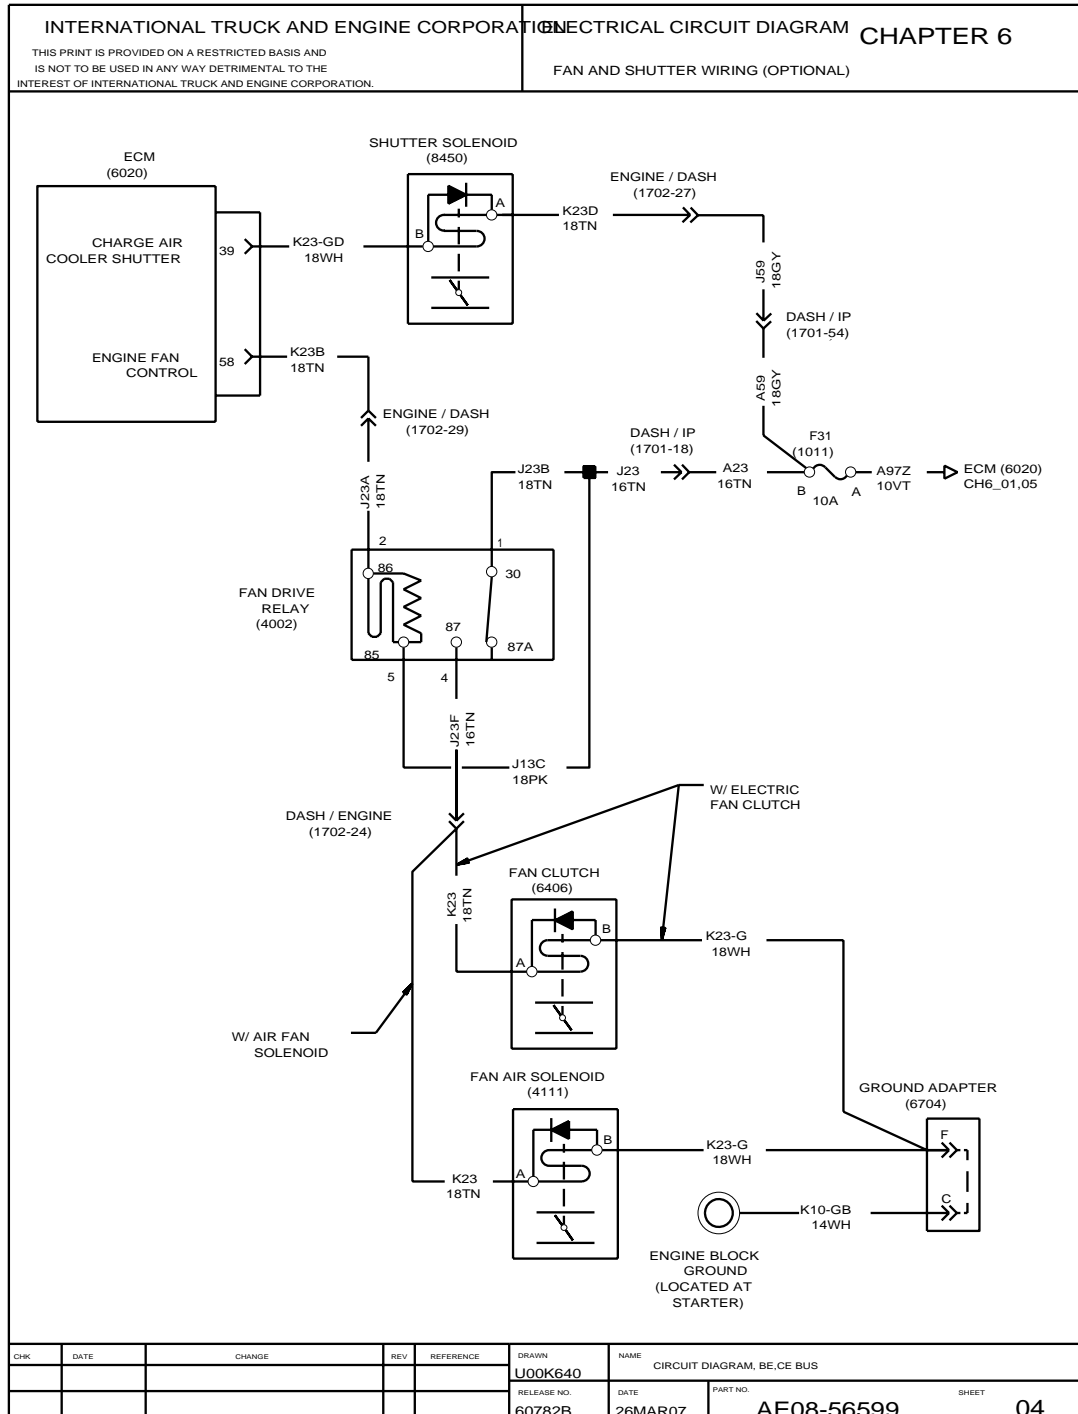 INTERNATIONAL TRUCK AND ENGINE CORPORATION
ELECTRICAL CIRCUIT DIAGRAM
CHAPTER 6
THIS PRINT IS PROVIDED ON A RESTRICTED BASIS AND
IS NOT TO BE USED IN ANY WAY DETRIMENTAL TO THE
INTEREST OF INTERNATIONAL TRUCK AND ENGINE CORPORATION.
FAN AND SHUTTER WIRING (OPTIONAL)
ECM
(6020)
SHUTTER SOLENOID
(8450)
A
B
ENGINE / DASH
(1702-27)
K23D
18TN
CHARGE AIR
COOLER SHUTTER
39
K23-GD
18WH
J59
18GY
DASH / IP
(1701-54)
ENGINE FAN
CONTROL
58
K23B
18TN
A59
18GY
ENGINE / DASH
(1702-29)
DASH / IP
(1701-18)
F31
(1011)
J23A
18TN
J23B
18TN
J23
16TN
A23
16TN
B
10A
A
A97Z
10VT
ECM (6020)
CH6_01,05
2
1
86
30
FAN DRIVE
RELAY
(4002)
87
85
87A
5
4
J23F
16TN
J13C
18PK
DASH / ENGINE
(1702-24)
W/ ELECTRIC
FAN CLUTCH
K23
18TN
FAN CLUTCH
(6406)
B
A
K23-G
18WH
W/ AIR FAN
SOLENOID
FAN AIR SOLENOID
(4111)
GROUND ADAPTER
(6704)
B
A
K23-G
18WH
F
K23
18TN
C
K10-GB
14WH
ENGINE BLOCK
GROUND
(LOCATED AT
STARTER)
CHK
DATE
CHANGE
REV
REFERENCE
DRAWN
U00K640
NAME
CIRCUIT DIAGRAM, BE,CE BUS
RELEASE NO.
60782B
DATE
26MAR07
PART NO.
AE08-56599
SHEET
04